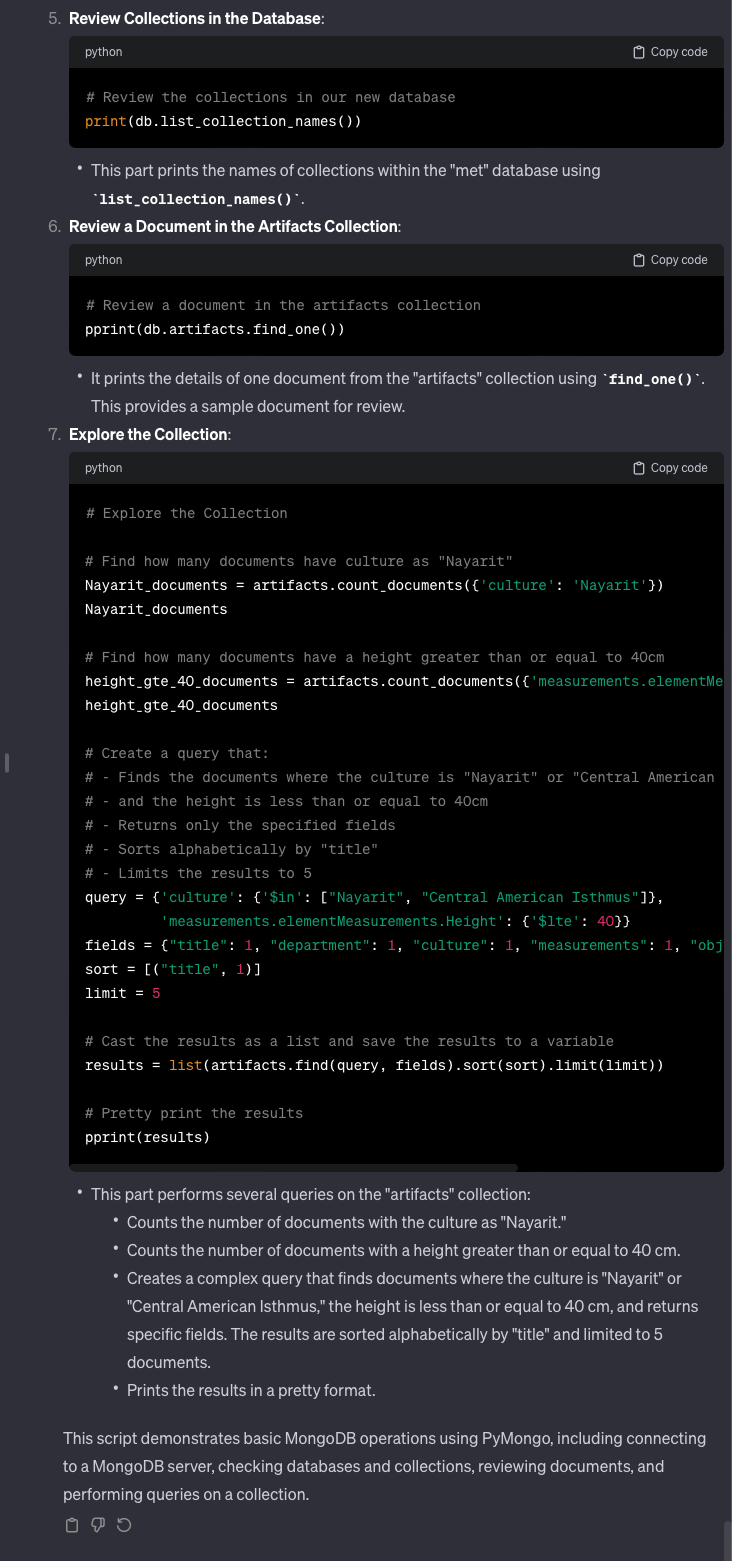 5. Review Collections in the Database:
python Copy code
# Review the collections in our new database
print(db.list_collection_names())
• This part prints the names of collections within the "met" database using
`list_collection_names()`.
6. Review a Document in the Artifacts Collection:
python Copy code
# Review a document in the artifacts collection
pprint(db.artifacts.find_one())
• It prints the details of one document from the "artifacts" collection using `find_one()`.
This provides a sample document for review.
7. Explore the Collection:
python Copy code
# Explore the Collection
# Find how many documents have culture as "Nayarit"
Nayarit_documents = artifacts.count_documents({'culture': 'Nayarit'})
Nayarit_documents
# Find how many documents have a height greater than or equal to 40cm
height_gte_40_documents = artifacts.count_documents({'measurements.elementMe
height_gte_40_documents
# Create a query that:
# - Finds the documents where the culture is "Nayarit" or "Central American
# - and the height is less than or equal to 40cm
# - Returns only the specified fields
# - Sorts alphabetically by "title"
# - Limits the results to 5
query = {'culture': {'$in': ["Nayarit", "Central American Isthmus"]},
'measurements.elementMeasurements.Height': {'$lte': 40}}
fields = {"title": 1, "department": 1, "culture": 1, "measurements": 1, "obj
sort = [("title", 1)]
limit = 5
# Cast the results as a list and save the results to a variable
results = list(artifacts.find(query, fields).sort(sort).limit(limit))
# Pretty print the results
pprint(results)
• This part performs several queries on the "artifacts" collection:
• Counts the number of documents with the culture as "Nayarit."
• Counts the number of documents with a height greater than or equal to 40 cm.
• Creates a complex query that finds documents where the culture is "Nayarit" or
"Central American Isthmus," the height is less than or equal to 40 cm, and returns
specific fields. The results are sorted alphabetically by "title" and limited to 5
documents.
• Prints the results in a pretty format.
This script demonstrates basic MongoDB operations using PyMongo, including connecting
to a MongoDB server, checking databases and collections, reviewing documents, and
performing queries on a collection.